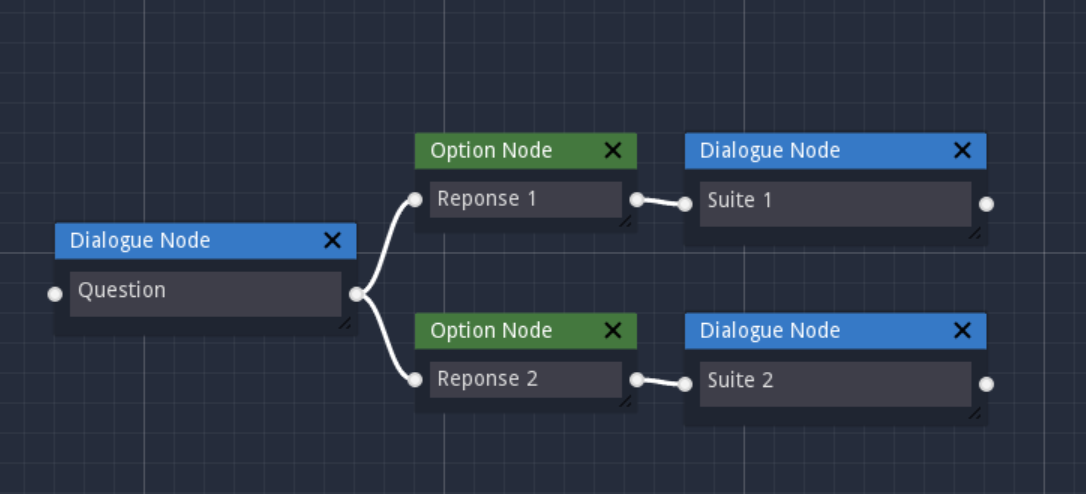 Dialogue Node
Question
Option Node
Reponse 1
Dialogue Node
Suite 1
Option Node
Reponse 2
Dialogue Node
Suite 2